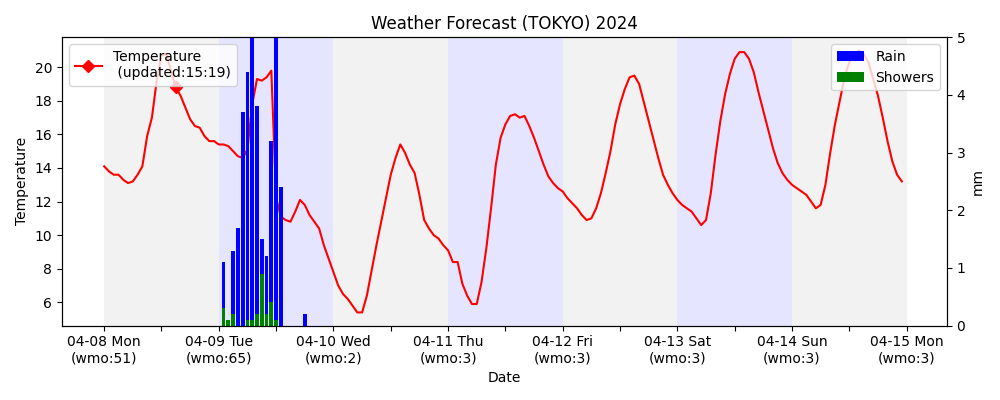 Weather Forecast (TOKYO) 2024
Temperature
(updated:15:19)
Rain
Showers
Temperature
20
18
16
14
12
10
8
6
5
4
3
2
1
0
mm
04-08 Mon
(wmo:51)
04-09 Tue
(wmo:65)
04-10 Wed
(wmo:2)
04-11 Thu
(wmo:3)
04-12 Fri
(wmo:3)
04-13 Sat
(wmo:3)
04-14 Sun
(wmo:3)
04-15 Mon
(wmo:3)
Date